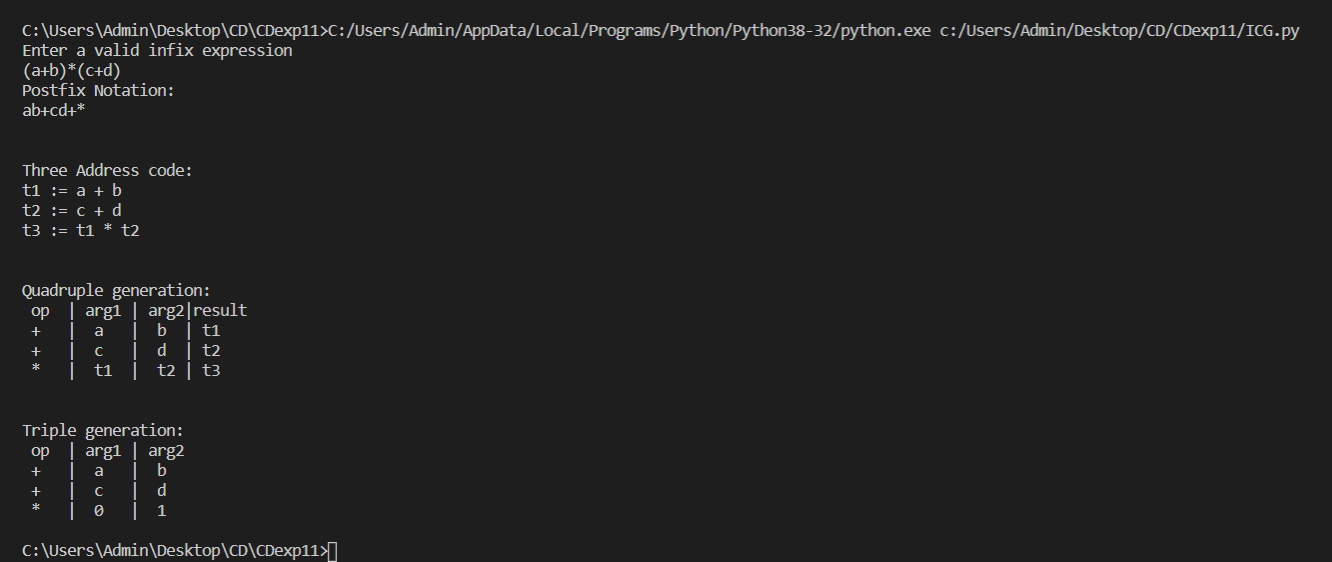 C:\Users\Admin\Desktop\CD\CDexp11>C:/Users/Admin/AppData/Local/Programs/Python/Python38-32/python.exe c:/Users/Admin/Desktop/CD/CDexp11/ICG.py
Enter a valid infix expression
(a+b)*(c+d)
Postfix Notation:
ab+cd+*
Three Address code:
t1 := a + b
t2 := c + d
t3 := t1 * t2
Quadruple generation:
op | arg1 | arg2|result
+ | a | b | t1
+ | c | d | t2
* | t1 | t2 | t3
Triple generation:
op | arg1 | arg2
+ | a | b
+ | c | d
* | 0 | 1
C:\Users\Admin\Desktop\CD\CDexp11>